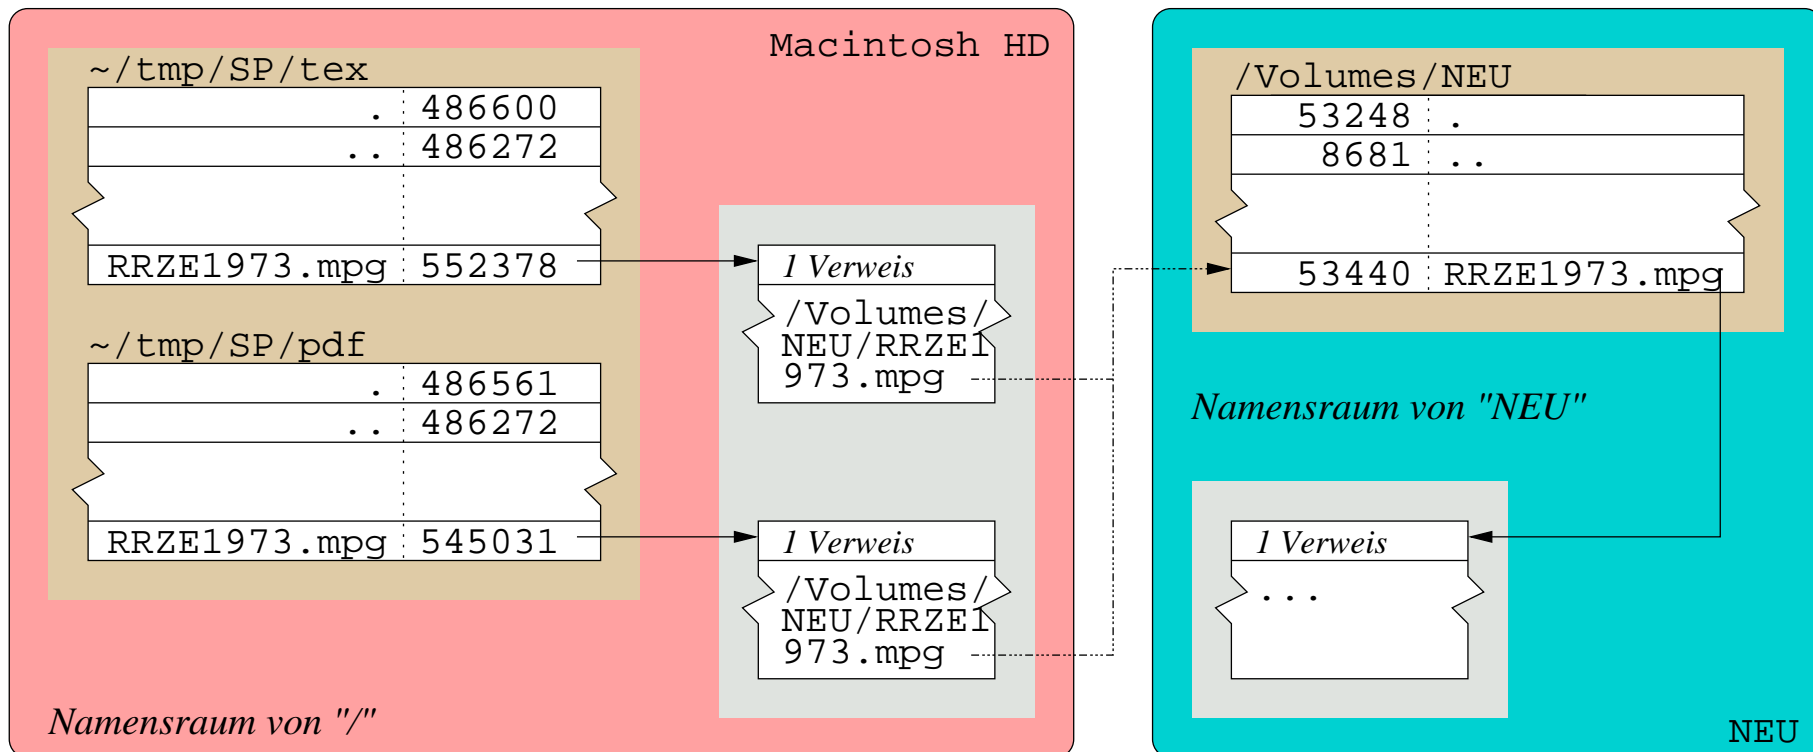 Macintosh HD
~/tmp/SP/tex
. 486600
.. 486272
RRZE1973.mpg 552378
~/tmp/SP/pdf
. 486561
.. 486272
RRZE1973.mpg 545031
1 Verweis
/Volumes/
NEU/RRZE1
973.mpg
1 Verweis
/Volumes/
NEU/RRZE1
973.mpg
Namensraum von "/"
/Volumes/NEU
53248 .
8681 ..
53440 RRZE1973.mpg
Namensraum von "NEU"
1 Verweis
...
NEU